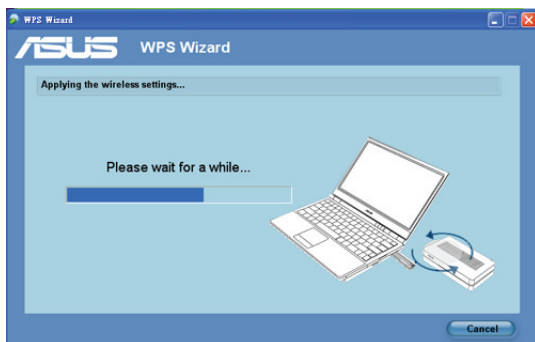 WPS Wizard
ASUS WPS Wizard
Applying the wireless settings...
Please wait for a while...
Cancel